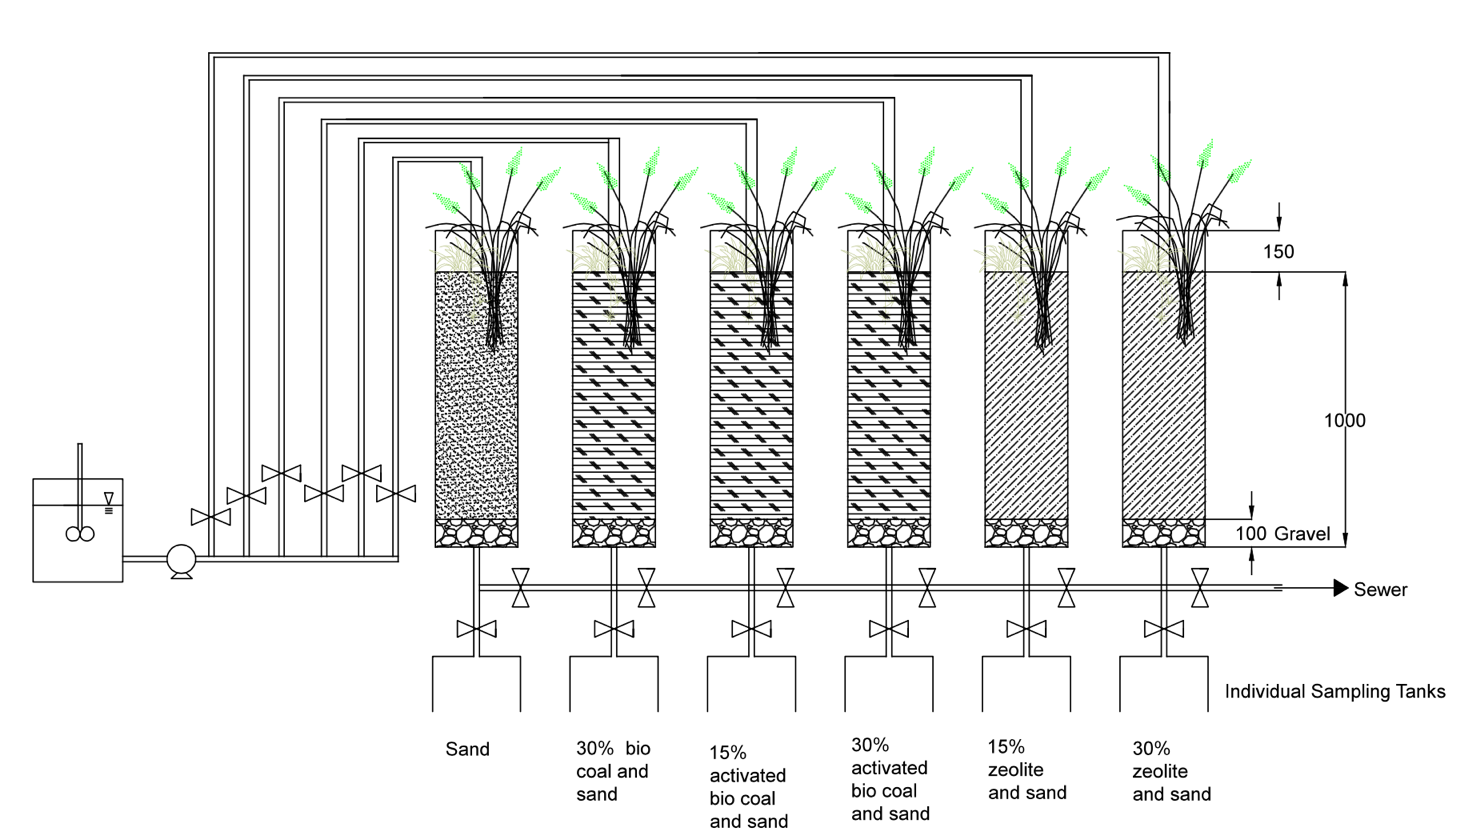 150
1000
100 Gravel
Sewer
Individual Sampling Tanks
Sand
30% bio
coal and
sand
15%
activated
bio coal
and sand
30%
activated
bio coal
and sand
15%
zeolite
and sand
30%
zeolite
and sand